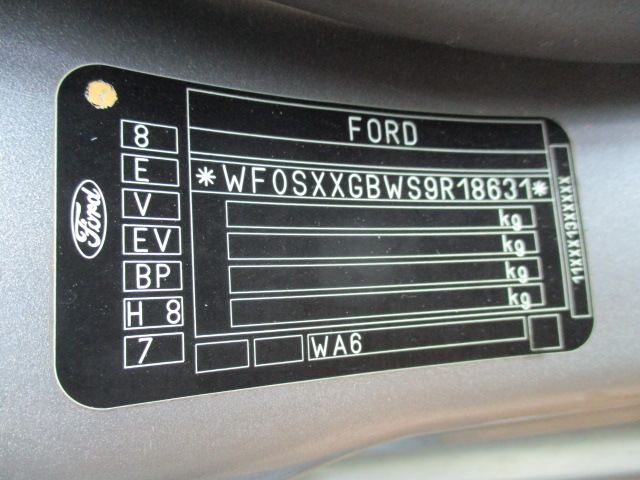 Ford
8
E
V
EV
BP
H 8
7
FORD
*WF0SXXGBWS9R18631*
kg
kg
kg
kg
WA6